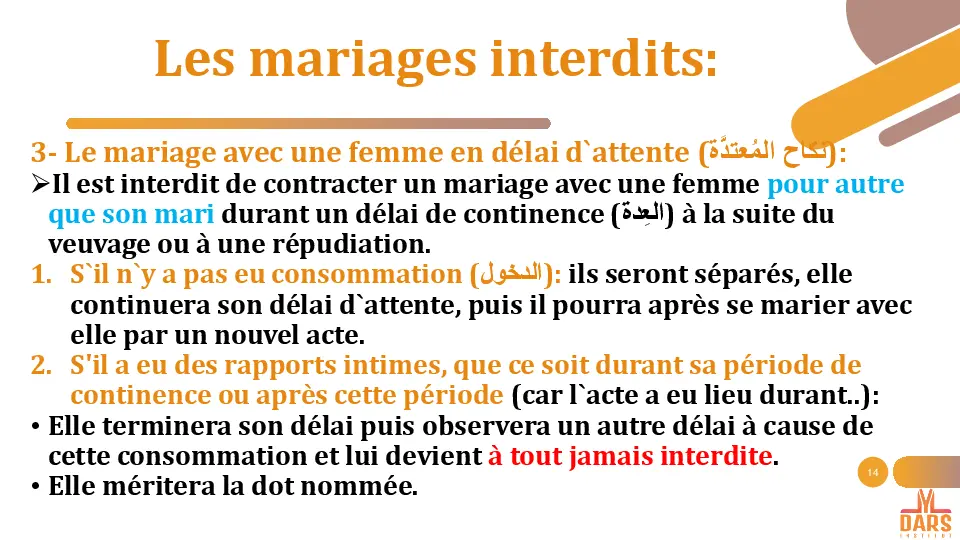 Les mariages interdits:
3- Le mariage avec une femme en délai d`attente (نكاح المُعتدَّة):
➢Il est interdit de contracter un mariage avec une femme pour autre
que son mari durant un délai de continence (العِدة) à la suite du
veuvage ou à une répudiation.
1. S`il n`y a pas eu consommation (الدخول): ils seront séparés, elle
continuera son délai d`attente, puis il pourra après se marier avec
elle par un nouvel acte.
2. S'il a eu des rapports intimes, que ce soit durant sa période de
continence ou après cette période (car l`acte a eu lieu durant..):
• Elle terminera son délai puis observera un autre délai à cause de
cette consommation et lui devient à tout jamais interdite.
• Elle méritera la dot nommée.
14
DARS
INSTITUT